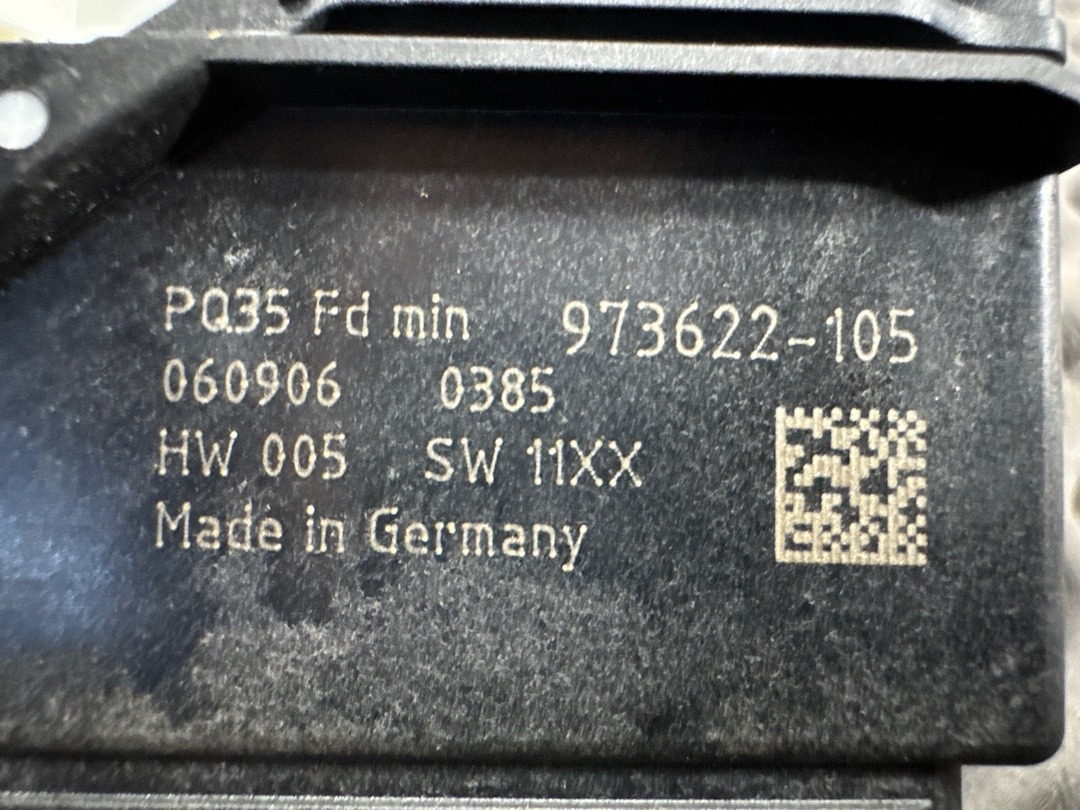 PQ35 Fd min 973622-105
060906 0385
HW 005 SW 11XX
Made in Germany